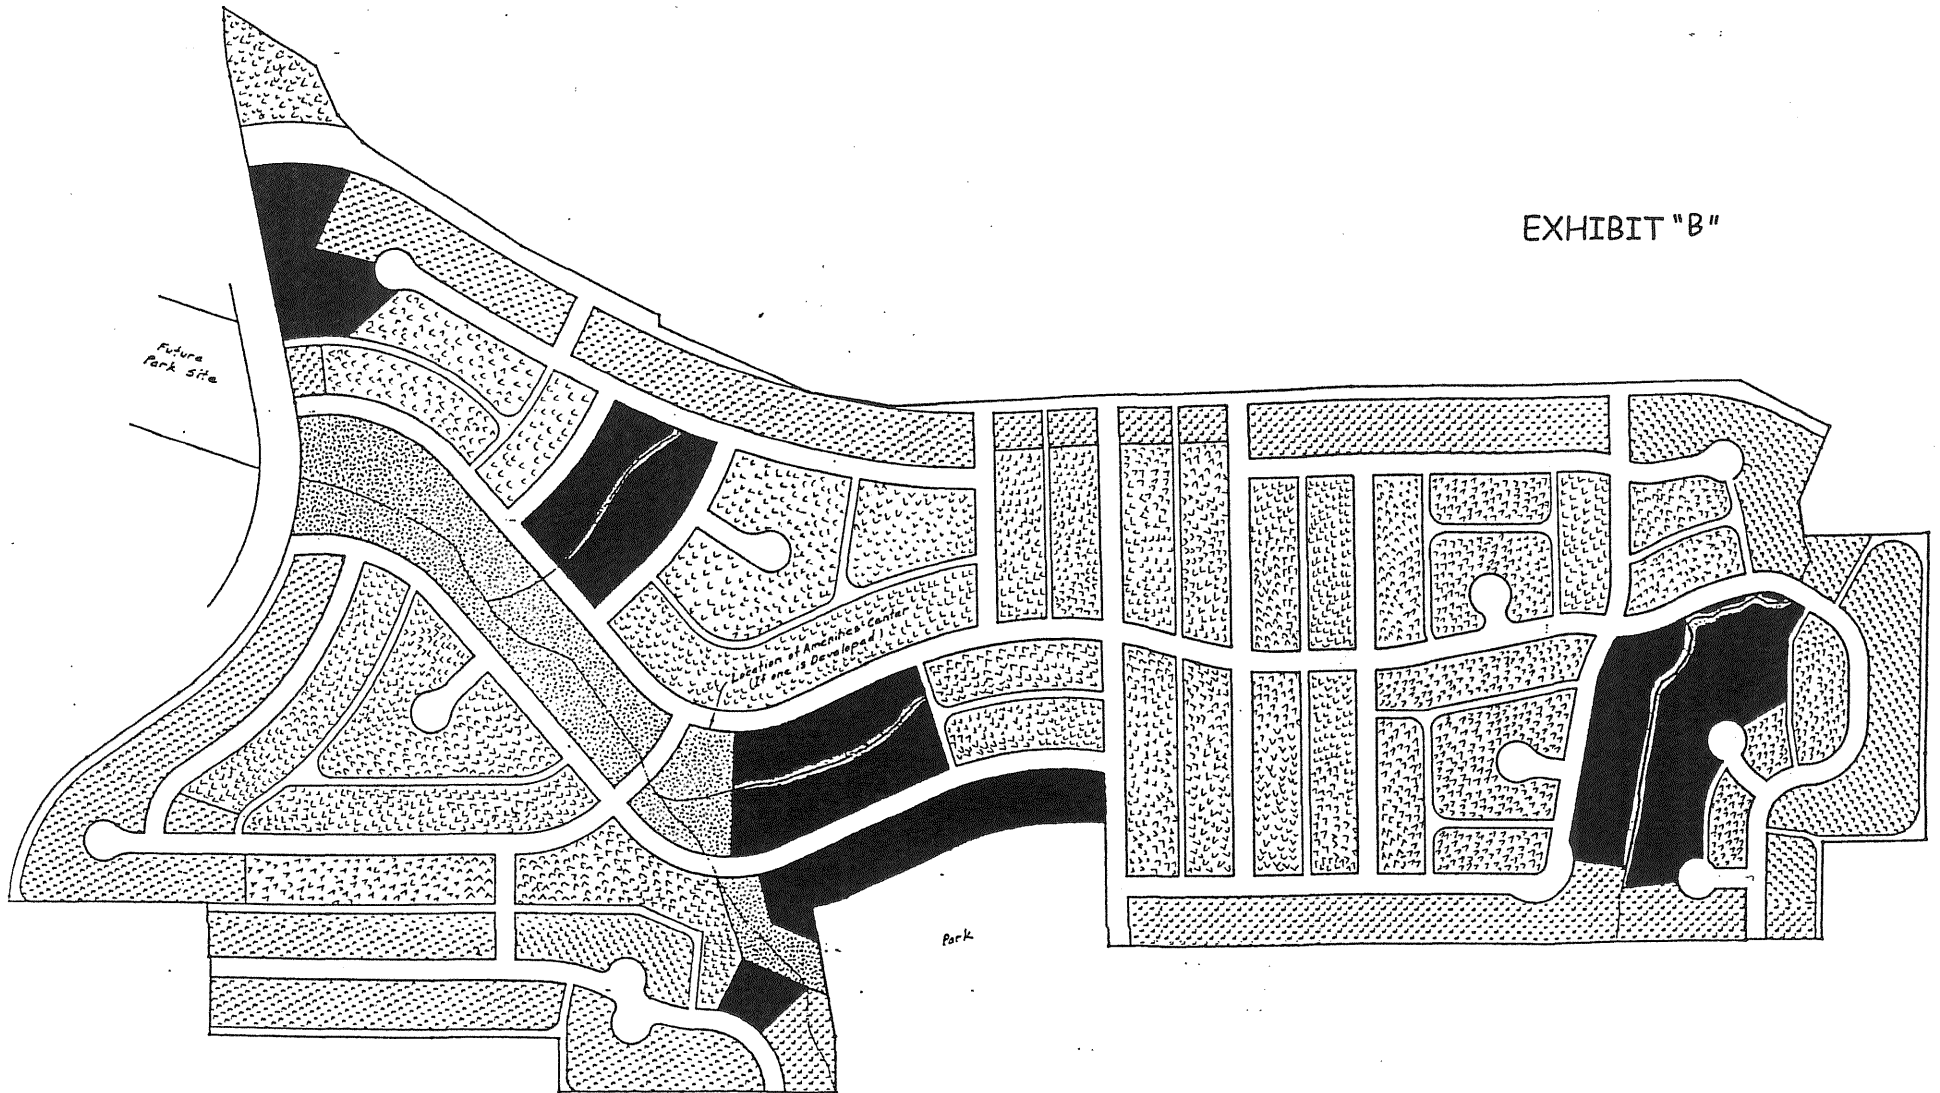 EXHIBIT "B"
Future
Park Site
Location of Amenities Center
(If one is Developed)
Park